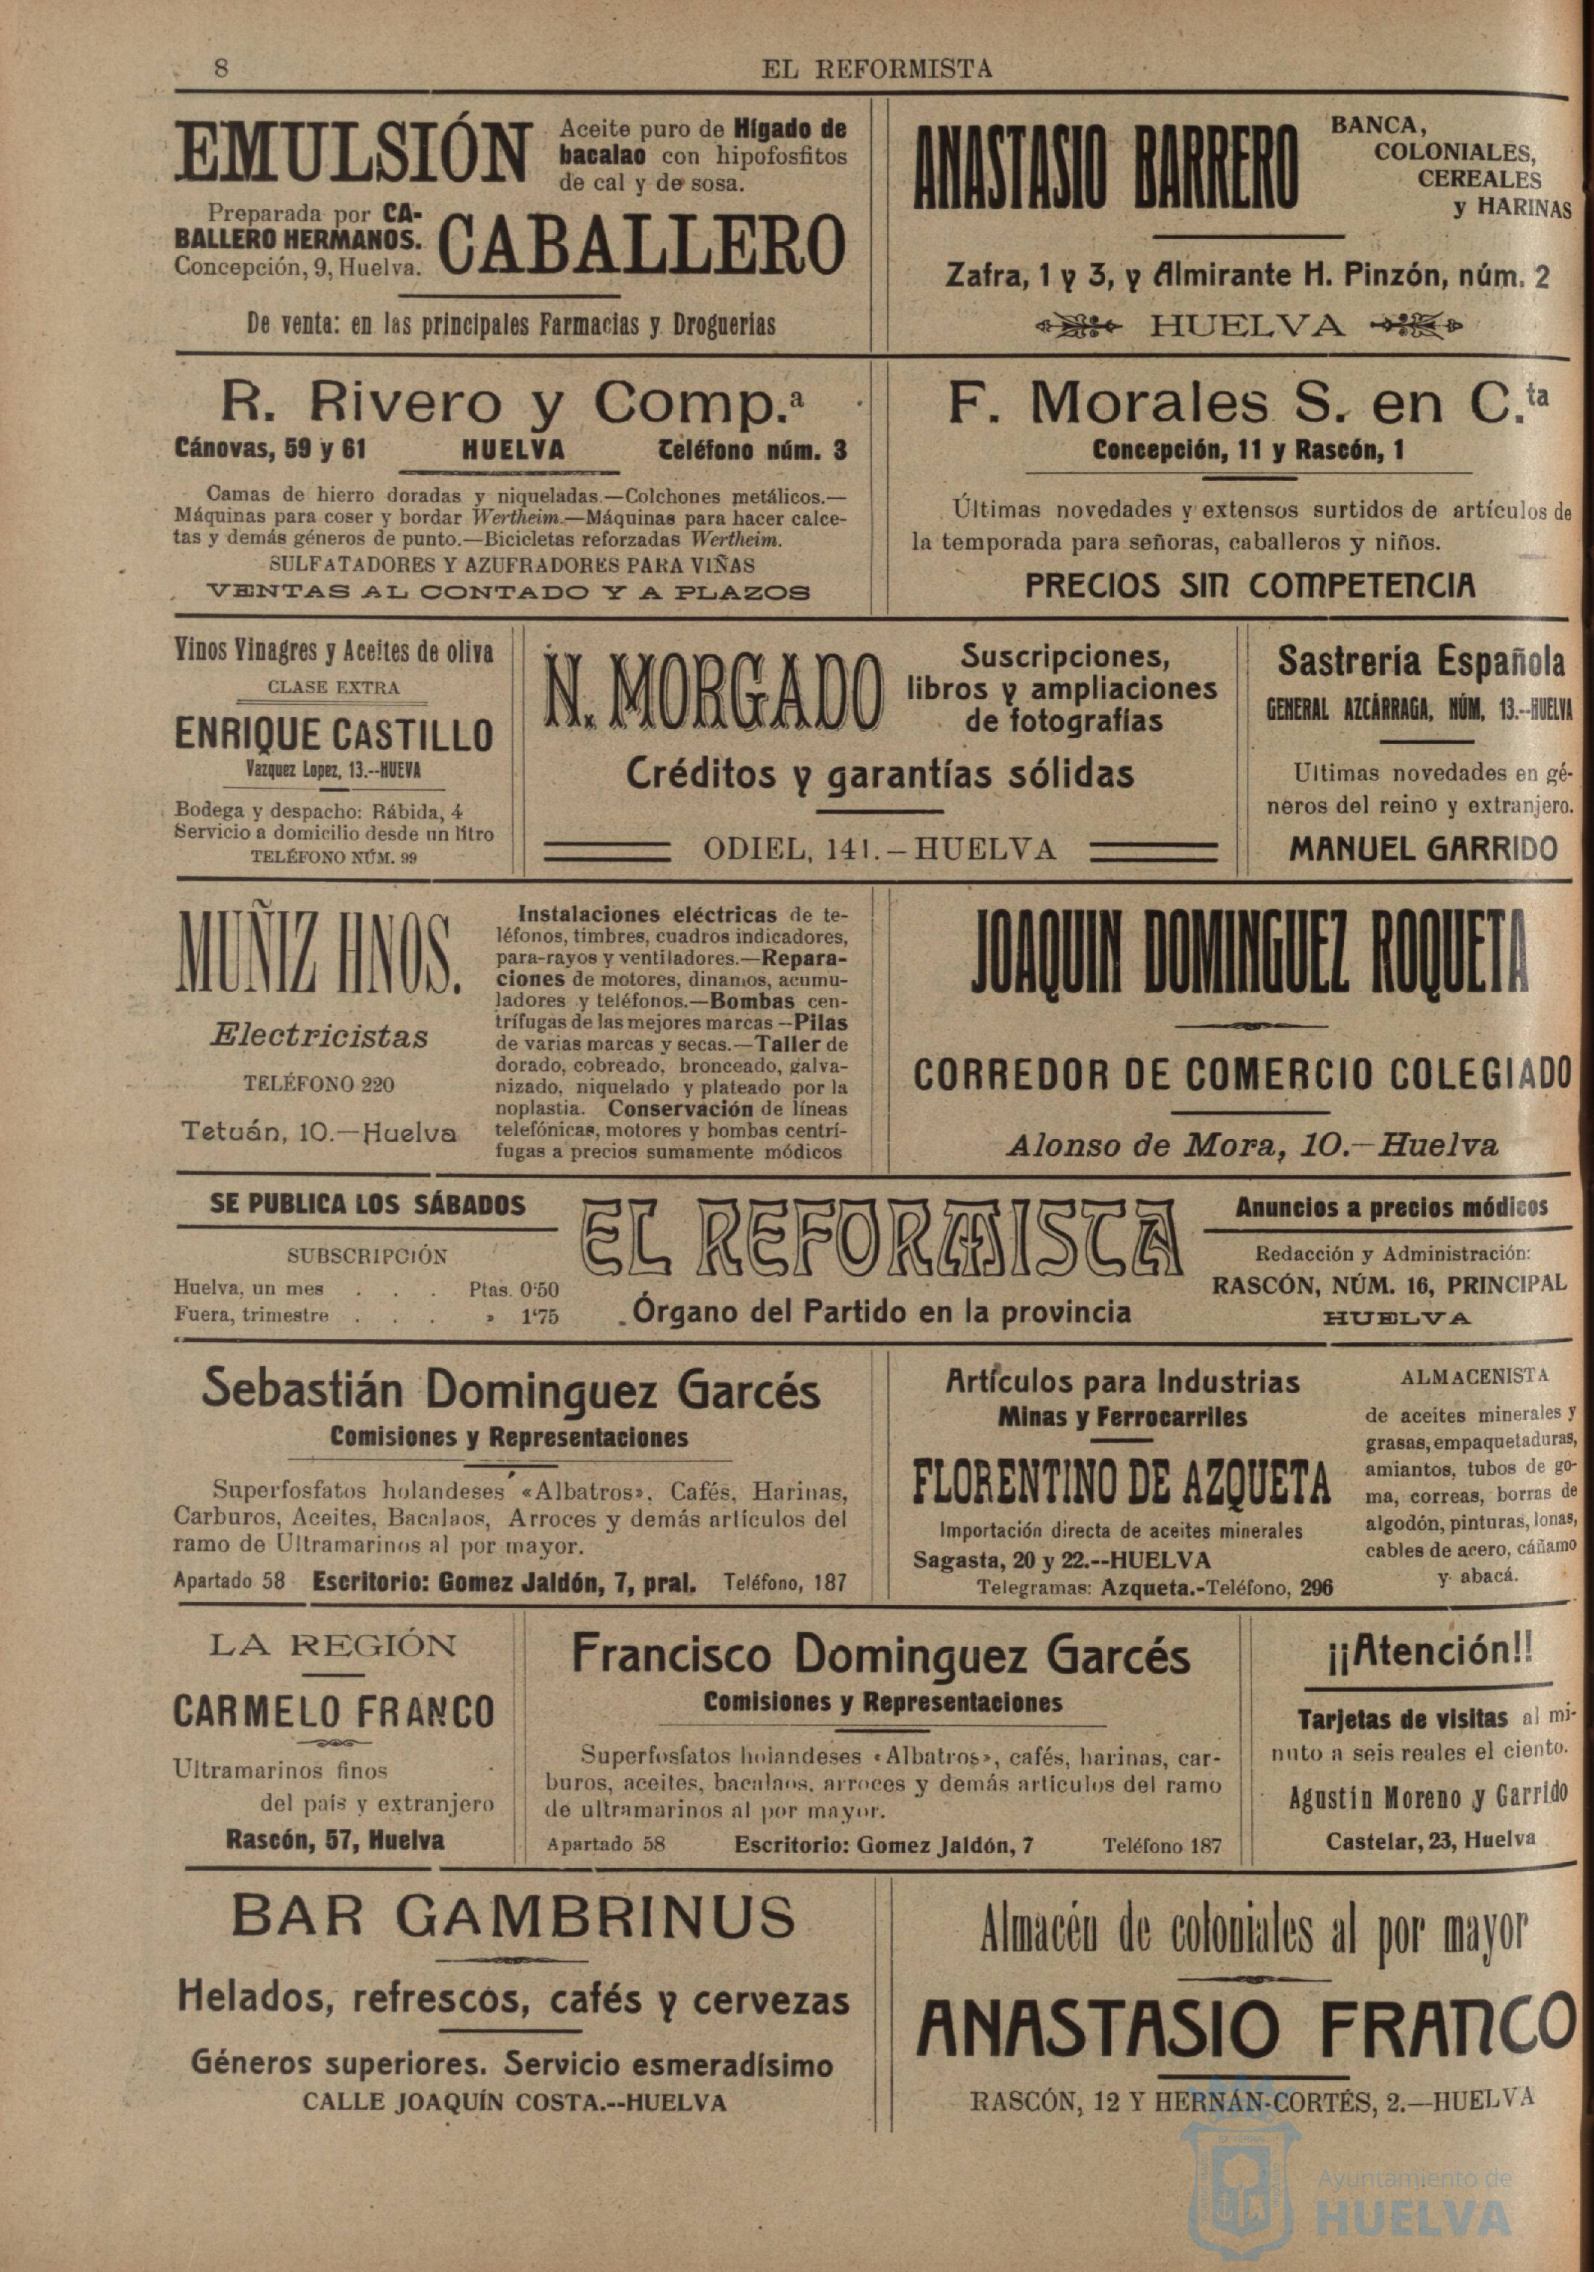 8
EL REFORMISTA
EMULSIÓN
Aceite puro de Hígado de
bacalao con hipofosfitos
de cal y de sosa.
Preparada por CA-
BALLERO HERMANOS.
Concepción, 9, Huelva.
CABALLERO
De venta: en las principales Farmacias y Droguerias
ANASTASIO BARRERO
BANCA,
COLONIALES,
CEREALES
y HARINAS
Zafra, 1 y 3, y Almirante H. Pinzón, núm. 2
HUELVA
R. Rivero y Comp.ª
Cánovas, 59 y 61 HUELVA Teléfono núm. 3
Camas de hierro doradas y niqueladas.—Colchones metálicos.—
Máquinas para coser y bordar Wertheim.—Máquinas para hacer calce-
tas y demás géneros de punto.—Bicicletas reforzadas Wertheim.
SULFATADORES Y AZUFRADORES PARA VIÑAS
VENTAS AL CONTADO Y A PLAZOS
F. Morales S. en C.ta
Concepción, 11 y Rascón, 1
Últimas novedades y extensos surtidos de artículos de
la temporada para señoras, caballeros y niños.
PRECIOS SIN COMPETENCIA
Vinos Vinagres y Aceites de oliva
CLASE EXTRA
ENRIQUE CASTILLO
Vazquez Lopez, 13.--HUEVA
Bodega y despacho: Rábida, 4
Servicio a domicilio desde un litro
TELÉFONO NÚM. 99
N. MORGADO
Suscripciones,
libros y ampliaciones
de fotografías
Créditos y garantías sólidas
ODIEL, 141.—HUELVA
Sastrería Española
GENERAL AZCÁRRAGA, NÚM, 13.--HUELVA
Ultimas novedades en gé-
neros del reino y extranjero.
MANUEL GARRIDO
MUÑIZ HNOS.
Electricistas
TELÉFONO 220
Tetuán, 10.—Huelva
Instalaciones eléctricas de te-
léfonos, timbres, cuadros indicadores,
para-rayos y ventiladores.—Repara-
ciones de motores, dinamos, acumu-
ladores y teléfonos.—Bombas cen-
trífugas de las mejores marcas—Pilas
de varias marcas y secas.—Taller de
dorado, cobreado, bronceado, galva-
nizado, niquelado y plateado por la
noplastia. Conservación de líneas
telefónicas, motores y bombas centrí-
fugas a precios sumamente módicos
JOAQUIN DOMINGUEZ ROQUETA
CORREDOR DE COMERCIO COLEGIADO
Alonso de Mora, 10.—Huelva
SE PUBLICA LOS SÁBADOS
SUBSCRIPCIÓN
Huelva, un mes . . . Ptas. 0'50
Fuera, trimestre . . . » 1'75
EL REFORMISTA
Órgano del Partido en la provincia
Anuncios a precios módicos
Redacción y Administración:
RASCÓN, NÚM. 16, PRINCIPAL
HUELVA
Sebastián Dominguez Garcés
Comisiones y Representaciones
Superfosfatos holandeses «Albatros», Cafés, Harinas,
Carburos, Aceites, Bacalaos, Arroces y demás artículos del
ramo de Ultramarinos al por mayor.
Apartado 58 Escritorio: Gomez Jaldón, 7, pral. Teléfono, 187
Artículos para Industrias
Minas y Ferrocarriles
FLORENTINO DE AZQUETA
Importación directa de aceites minerales
Sagasta, 20 y 22.--HUELVA
Telegramas: Azqueta.-Teléfono, 296
ALMACENISTA
de aceites minerales y
grasas, empaquetaduras,
amiantos, tubos de go-
ma, correas, borras de
algodón, pinturas, lonas,
cables de acero, cáñamo
y abacá.
LA REGIÓN
CARMELO FRANCO
Ultramarinos finos
del país y extranjero
Rascón, 57, Huelva
Francisco Dominguez Garcés
Comisiones y Representaciones
Superfosfatos holandeses «Albatros», cafés, harinas, car-
buros, aceites, bacalaos, arroces y demás artículos del ramo
de ultramarinos al por mayor.
Apartado 58 Escritorio: Gomez Jaldón, 7 Teléfono 187
¡¡Atención!!
Tarjetas de visitas al mi-
nuto a seis reales el ciento.
Agustín Moreno y Garrido
Castelar, 23, Huelva
BAR GAMBRINUS
Helados, refrescos, cafés y cervezas
Géneros superiores. Servicio esmeradísimo
CALLE JOAQUÍN COSTA.--HUELVA
Almacén de coloniales al por mayor
ANASTASIO FRANCO
RASCÓN, 12 Y HERNÁN-CORTÉS, 2.—HUELVA
Ayuntamiento de
HUELVA